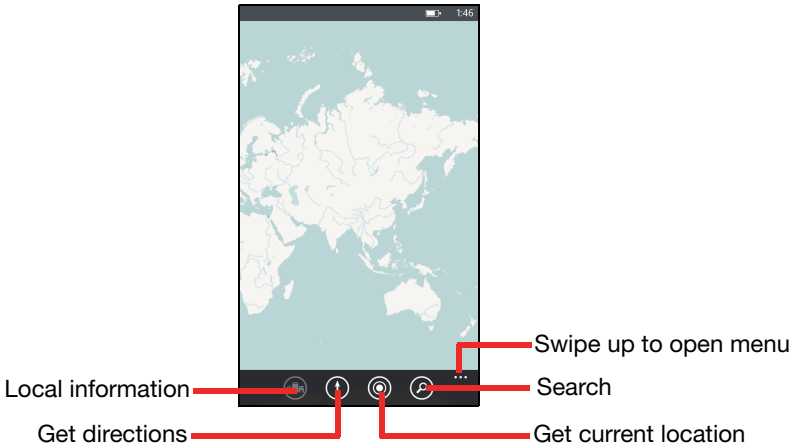 1:46
Swipe up to open menu
Local information
Search
Get directions
Get current location